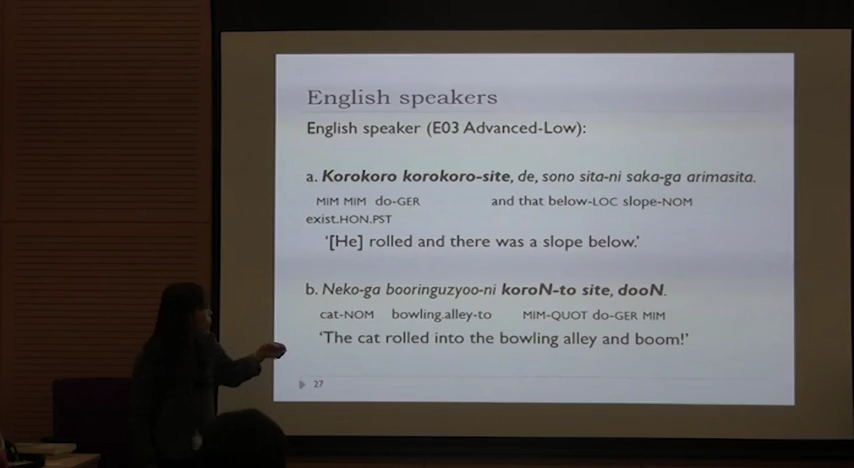 English speakers
English speaker (E03 Advanced-Low):
a. Korokoro korokoro-site, de, sono sita-ni saka-ga arimasita.
MIM MIM do-GER and that below-LOC slope-NOM
exist.HON.PST
‘[He] rolled and there was a slope below.’
b. Neko-ga booringuzyoo-ni koroN-to site, dooN.
cat-NOM bowling.alley-to MIM-QUOT do-GER MIM
‘The cat rolled into the bowling alley and boom!’
27